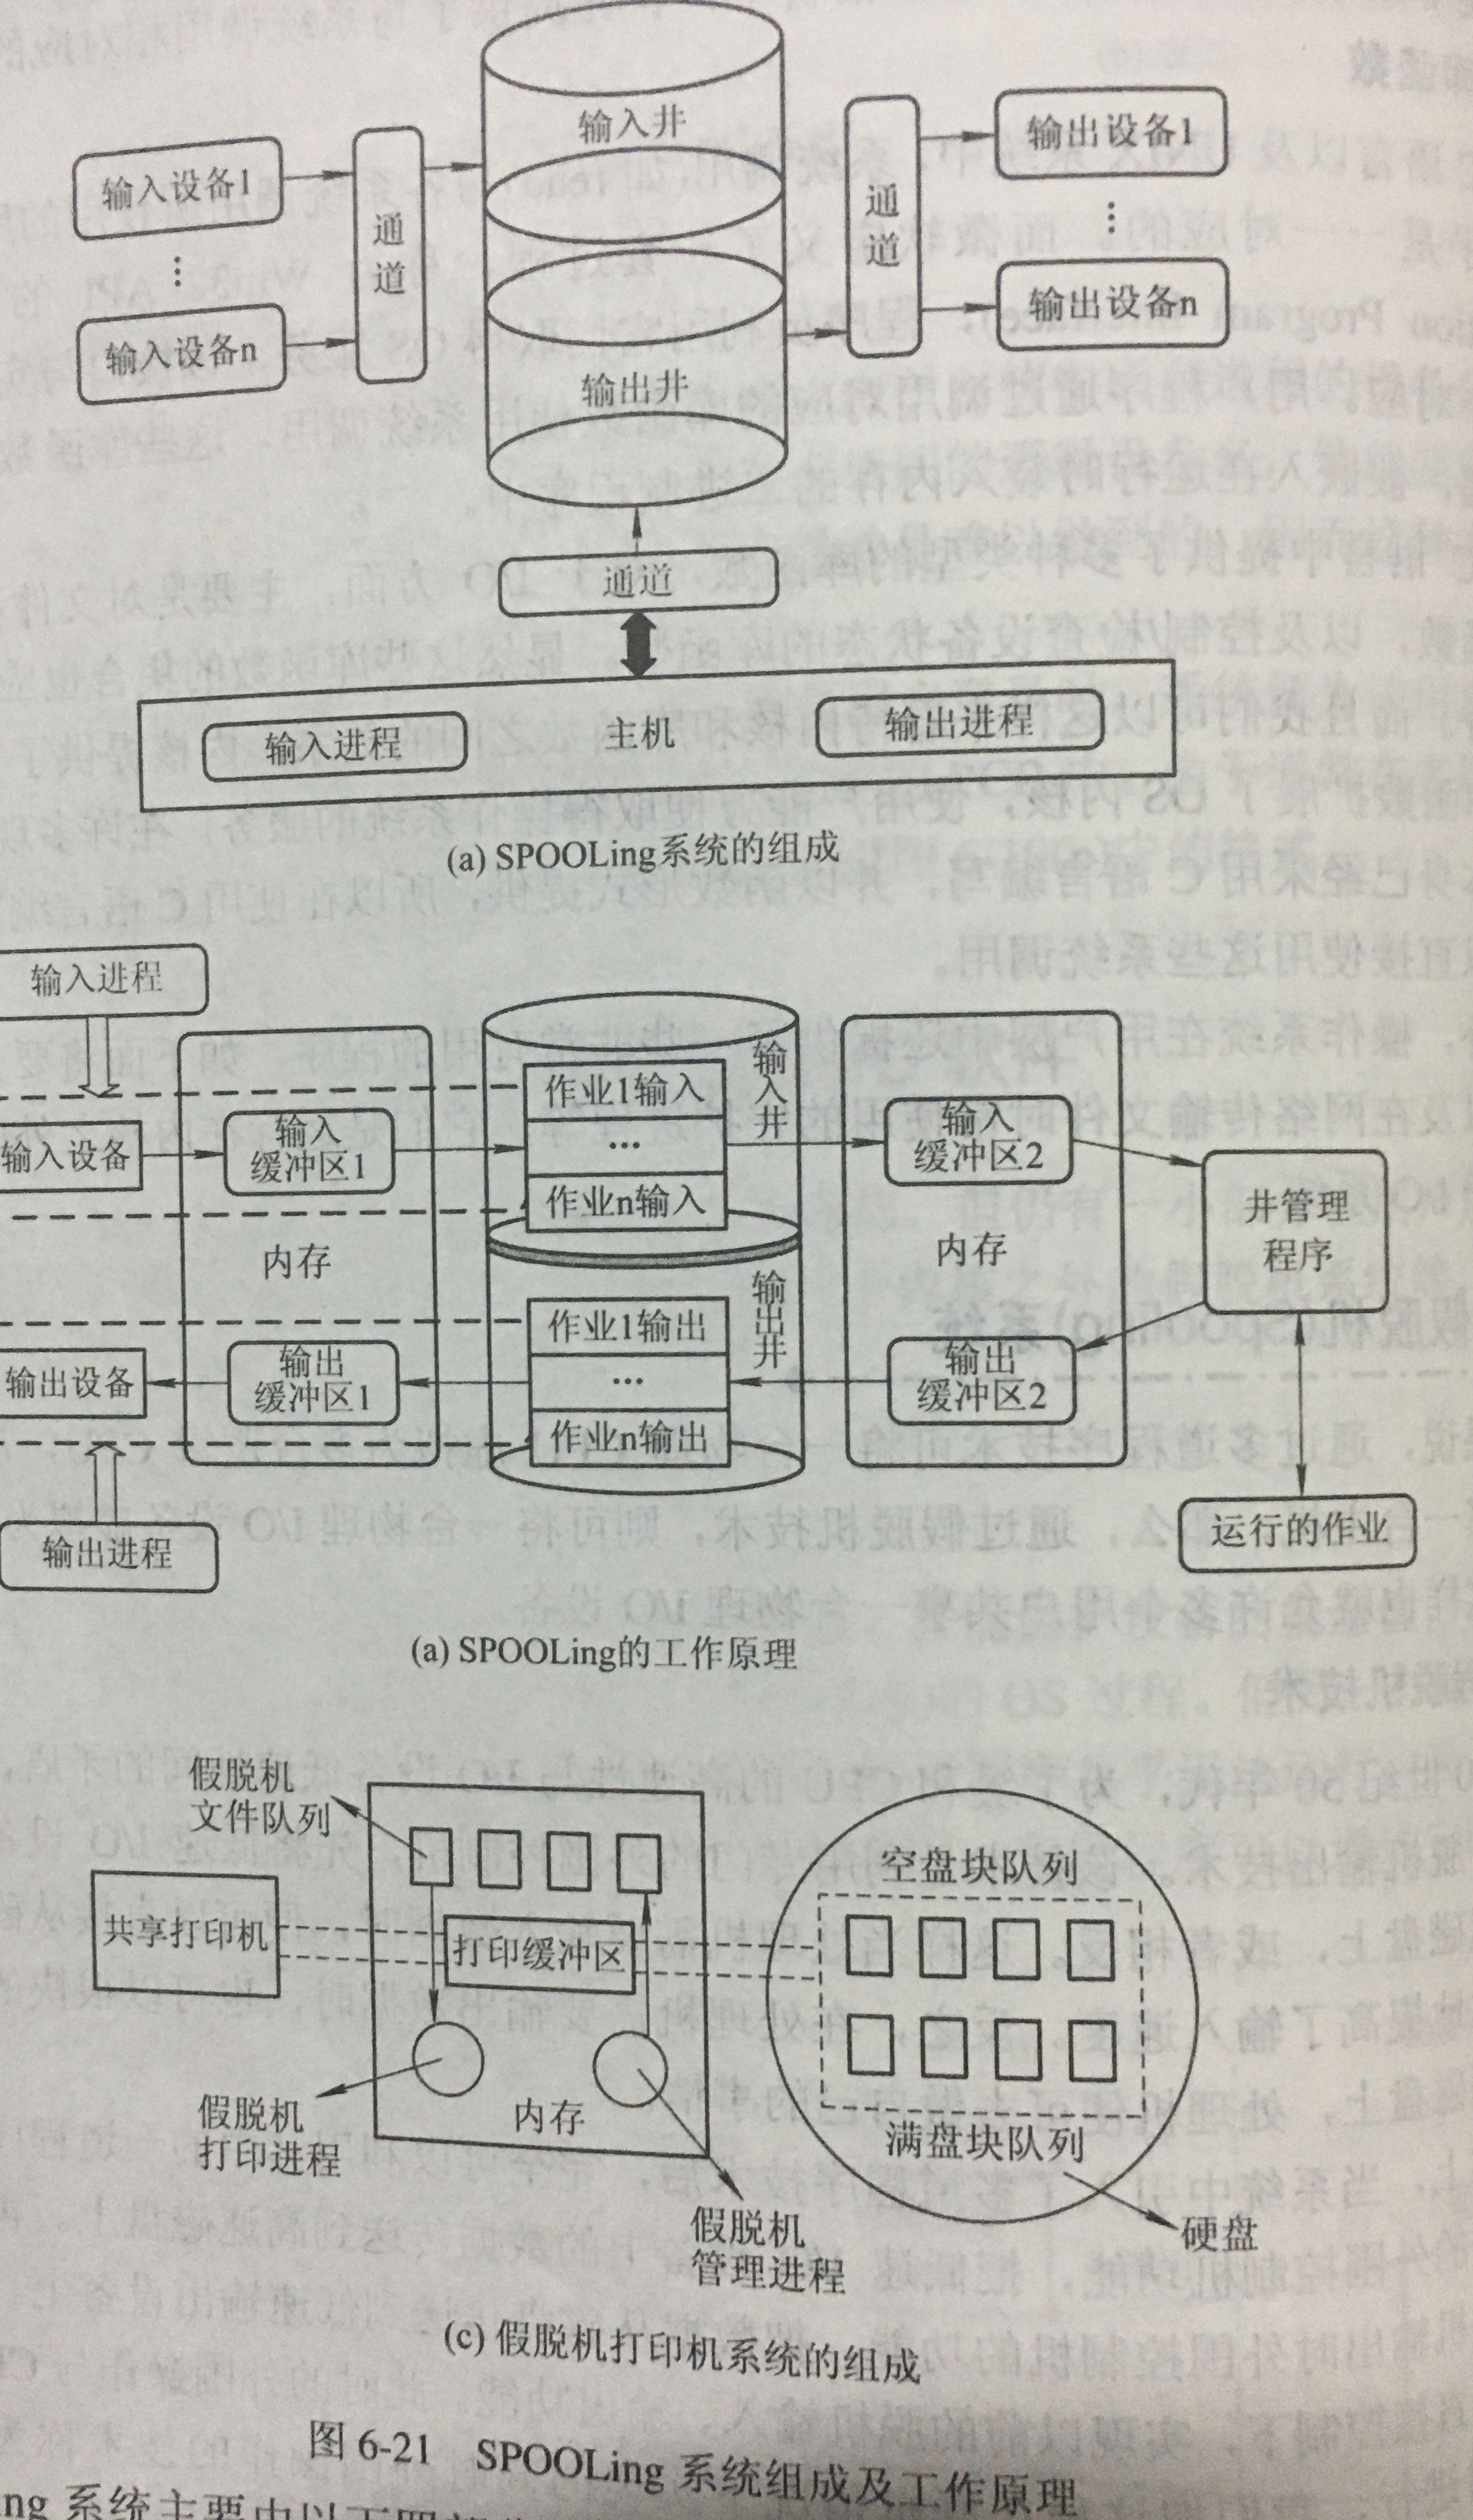 输入井
输入设备1
⋮
输入设备n
通道
输出井
通道
输出设备1
⋮
输出设备n
通道
输入进程
主机
输出进程
(a) SPOOLing系统的组成
输入进程
输入设备
输入
缓冲区1
内存
作业1输入
…
作业n输入
输入井
输入
缓冲区2
内存
井管理
程序
输出设备
输出
缓冲区1
作业1输出
…
作业n输出
输出井
输出
缓冲区2
输出进程
运行的作业
(a) SPOOLing的工作原理
假脱机
文件队列
共享打印机
打印缓冲区
空盘块队列
假脱机
打印进程
内存
满盘块队列
假脱机
管理进程
硬盘
(c) 假脱机打印机系统的组成
图 6-21 SPOOLing 系统组成及工作原理
ing 系统主要由以下四部